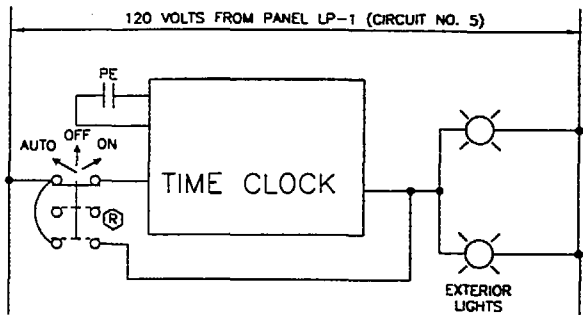 120 VOLTS FROM PANEL LP-1 (CIRCUIT NO. 5)
PE
AUTO OFF ON
TIME CLOCK
R
EXTERIOR
LIGHTS